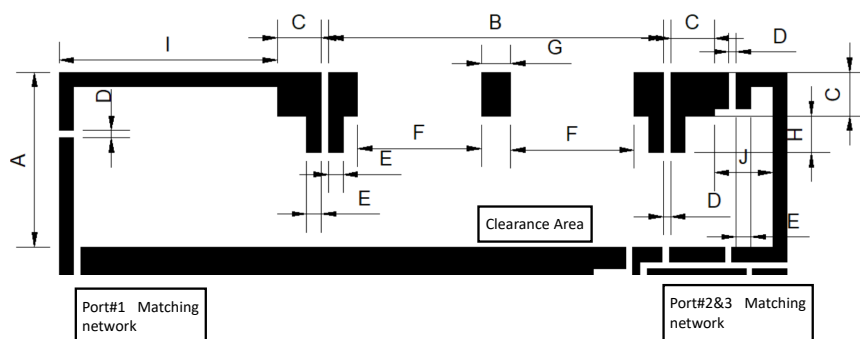 B
C
C
D
G
I
D
C
A
F
F
H
J
E
E
D
E
Clearance Area
Port#1 Matching
network
Port#2&3 Matching
network